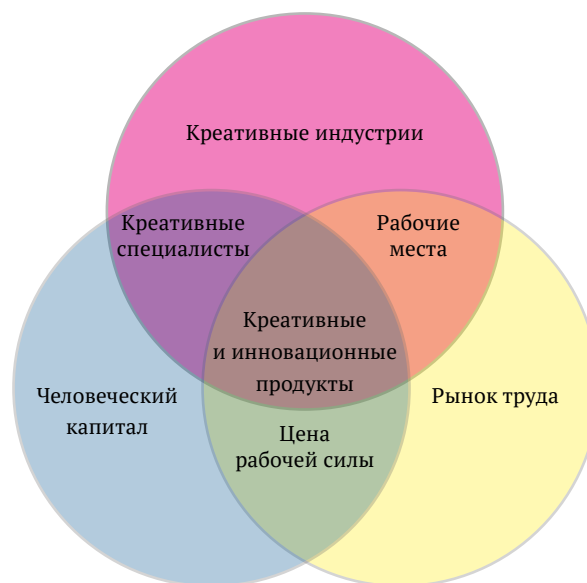 Креативные индустрии
Креативные
специалисты
Рабочие
места
Креативные
и инновационные
продукты
Человеческий
капитал
Рынок труда
Цена
рабочей силы